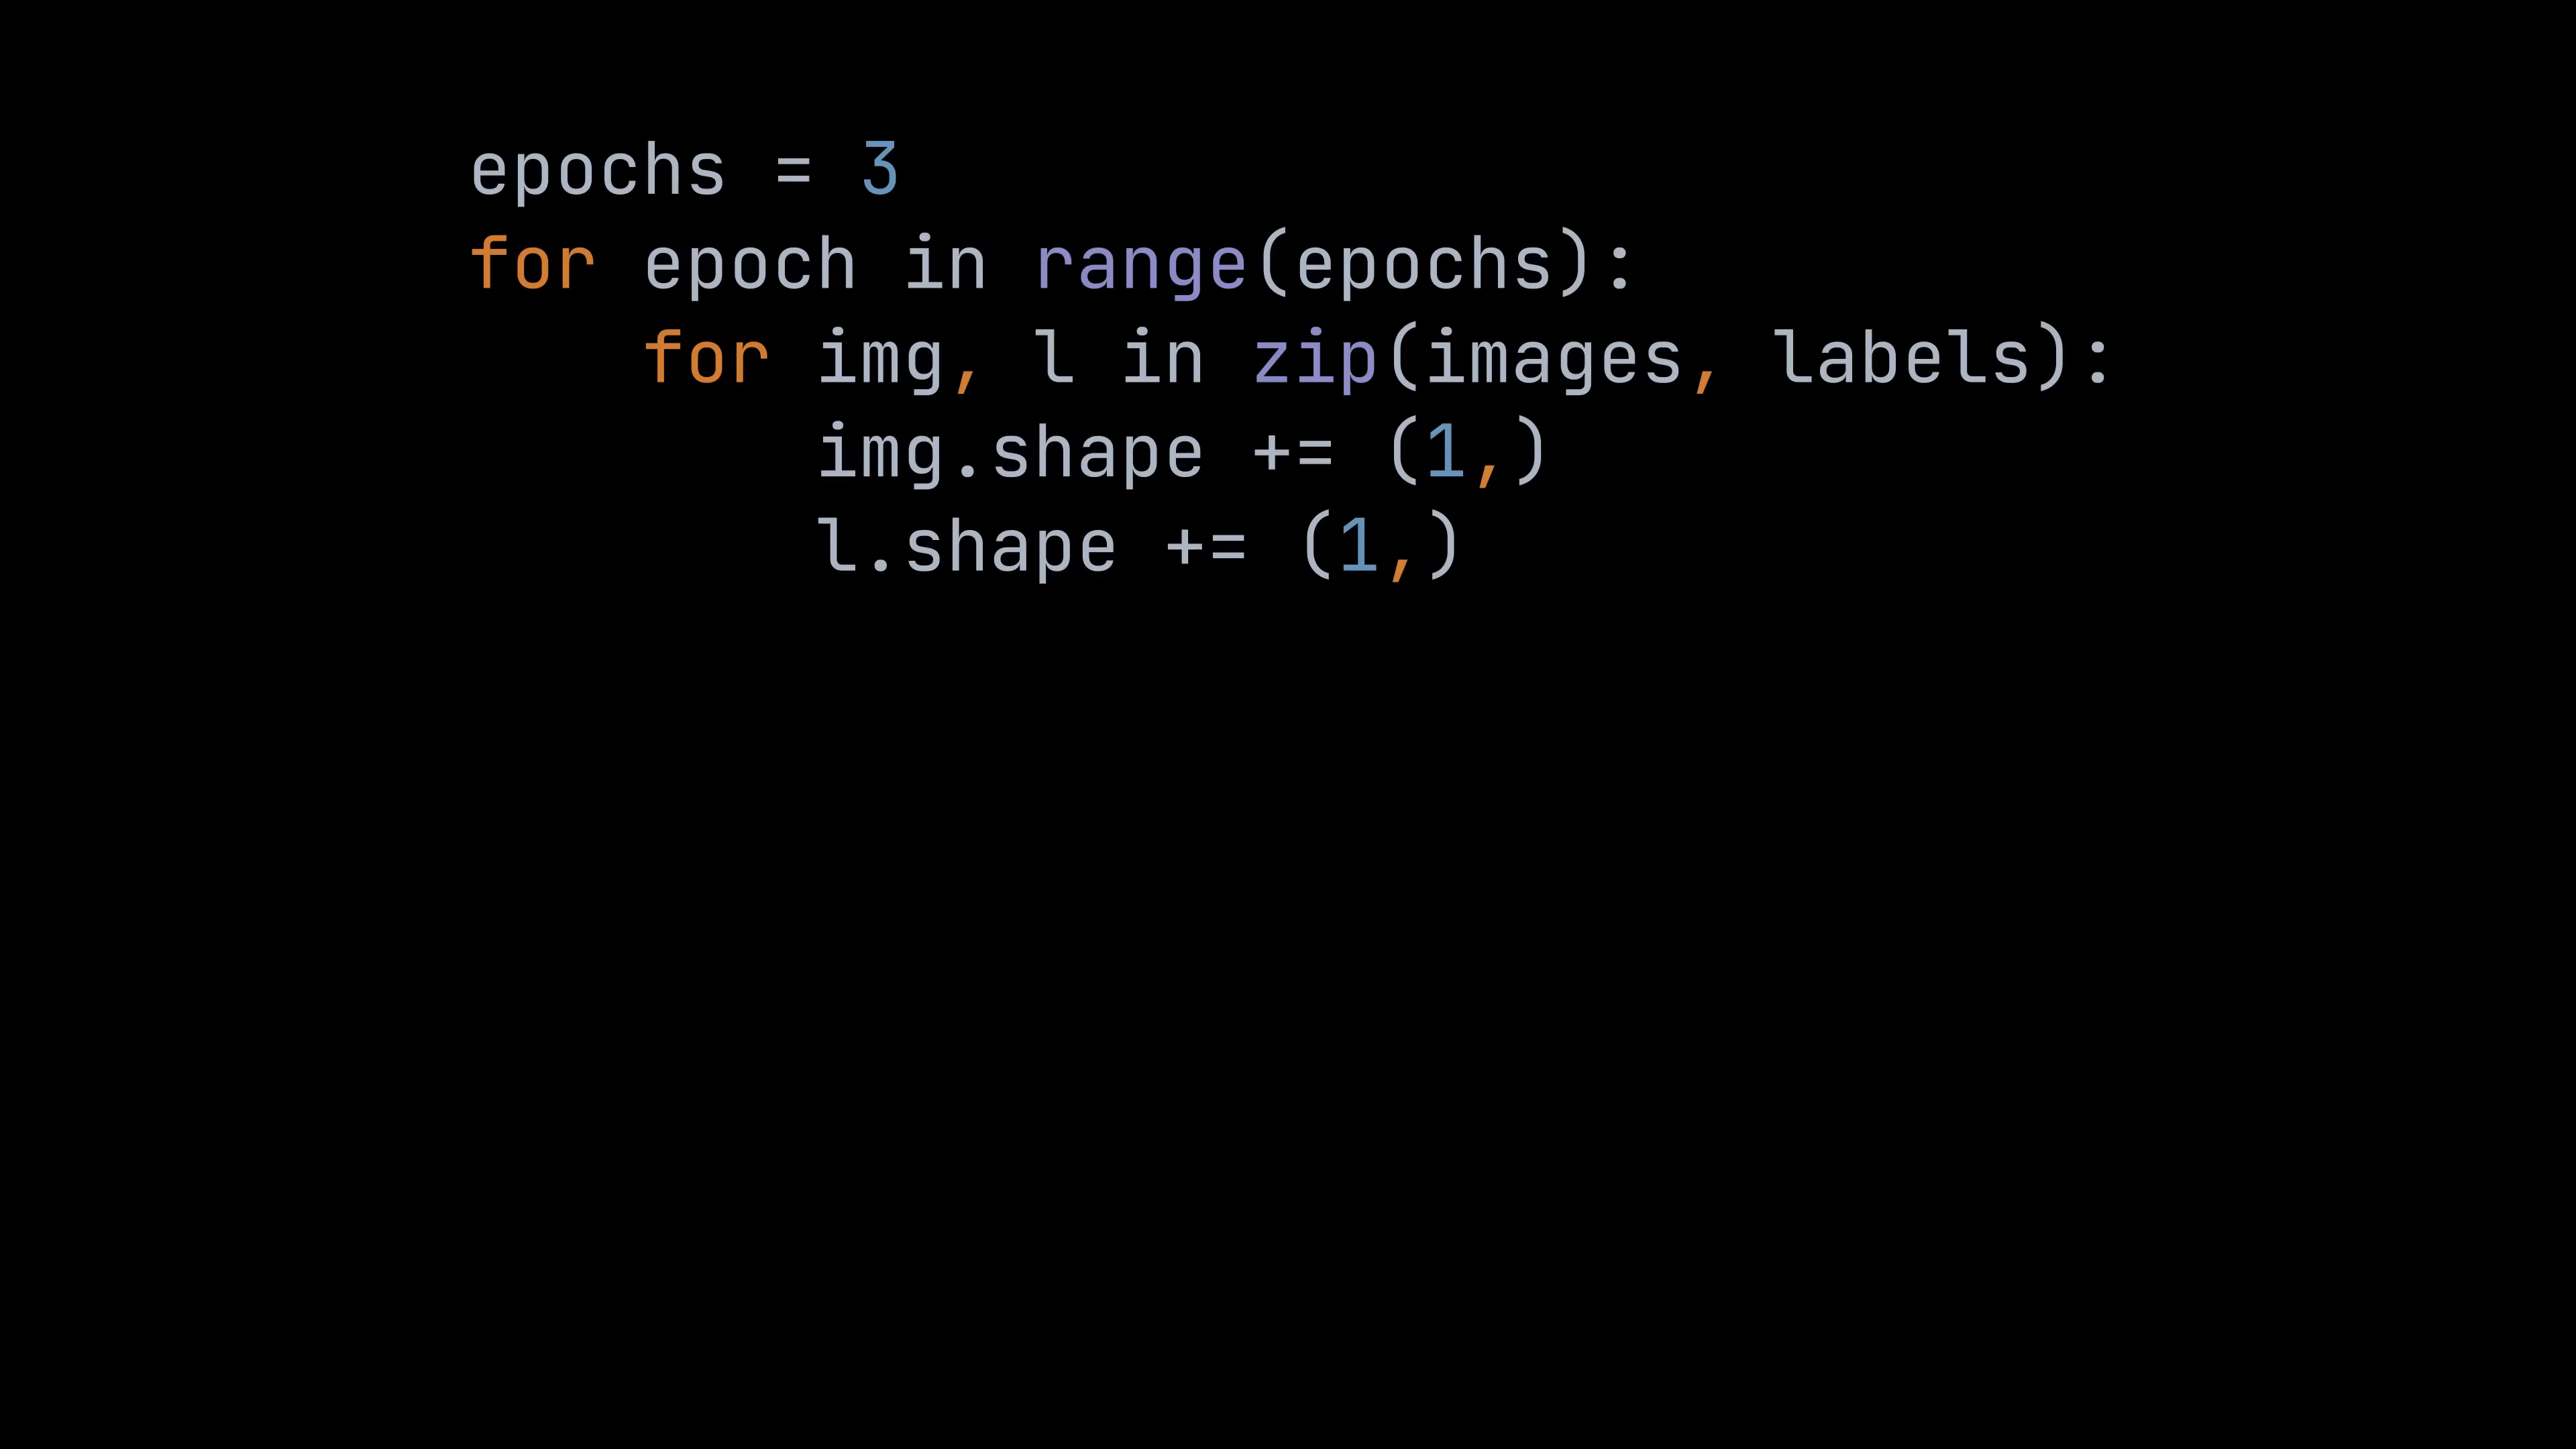 epochs = 3
for epoch in range(epochs):
    for img, l in zip(images, labels):
        img.shape += (1,)
        l.shape += (1,)